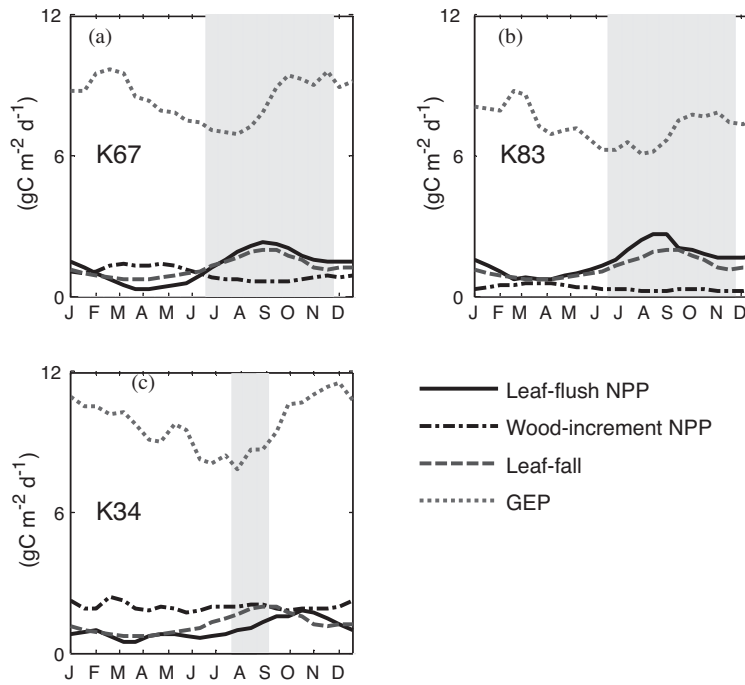 12
(a)
(gC m⁻² d⁻¹)
6
K67
0
J F M A M J J A S O N D
12
(b)
(gC m⁻² d⁻¹)
6
K83
0
J F M A M J J A S O N D
12
(c)
(gC m⁻² d⁻¹)
6
K34
0
J F M A M J J A S O N D
Leaf-flush NPP
Wood-increment NPP
Leaf-fall
GEP